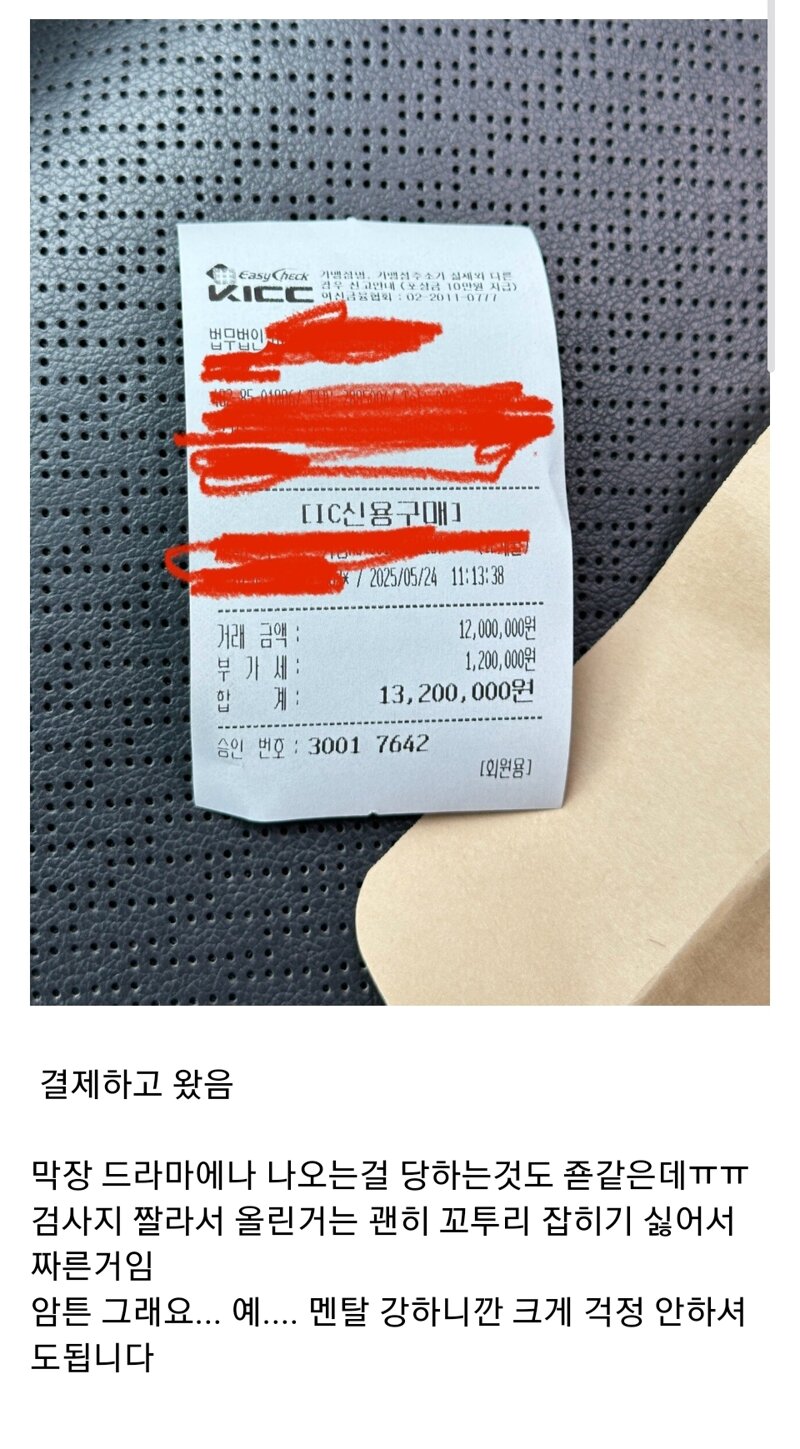 EasyCheck
KICC
가맹점명, 가맹점주소가 실제와 다른
경우 신고안내 (포상금 10만원 지급)
여신금융협회 : 02-2011-0777
법무법인
[IC신용구매]
* / 2025/05/24 11:13:38
거래 금액 : 12,000,000원
부 가 세 : 1,200,000원
합 계 : 13,200,000원
승인 번호 : 3001 7642
[회원용]
결제하고 왔음
막장 드라마에나 나오는걸 당하는것도 죤같은데ㅠㅠ
검사지 짤라서 올린거는 괜히 꼬투리 잡히기 싫어서
짜른거임
암튼 그래요... 예.... 멘탈 강하니깐 크게 걱정 안하셔
도됩니다